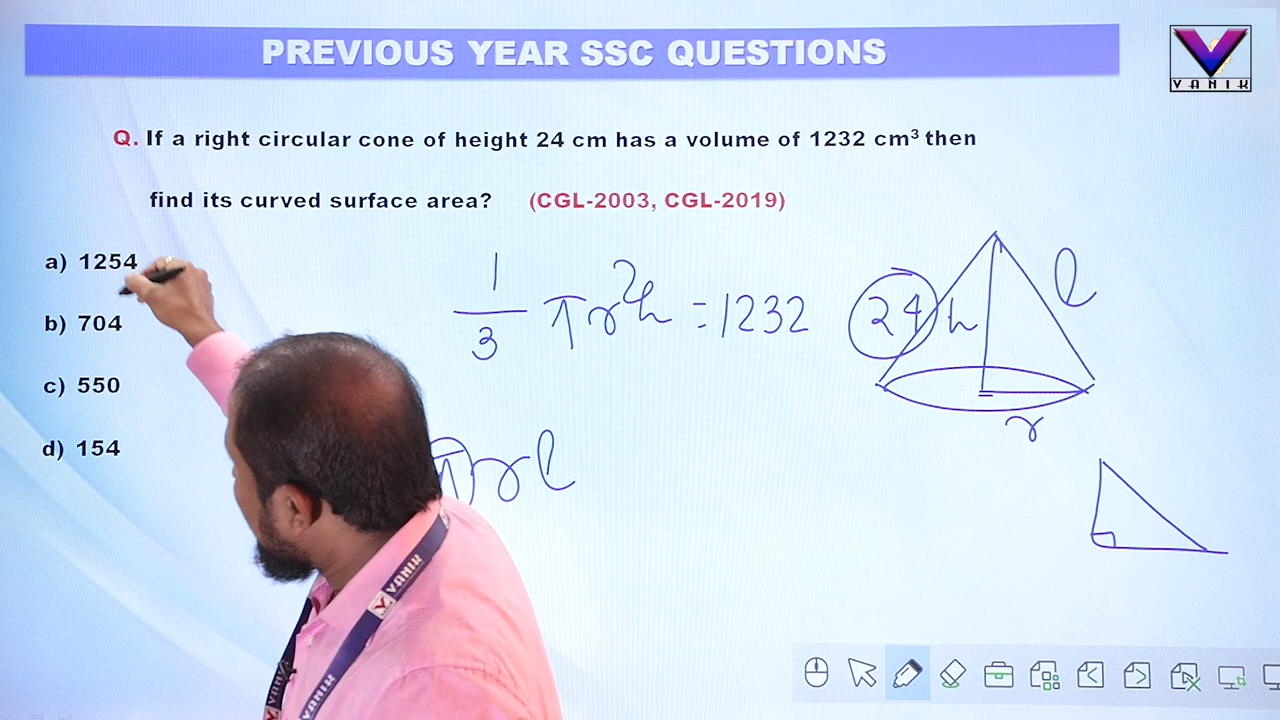 PREVIOUS YEAR SSC QUESTIONS
VANIK
Q. If a right circular cone of height 24 cm has a volume of 1232 cm³ then
find its curved surface area? (CGL-2003, CGL-2019)
a) 1254
b) 704
c) 550
d) 154
1/3 πr²h = 1232
24 h
l
r
πrl
VANIK
VANIK